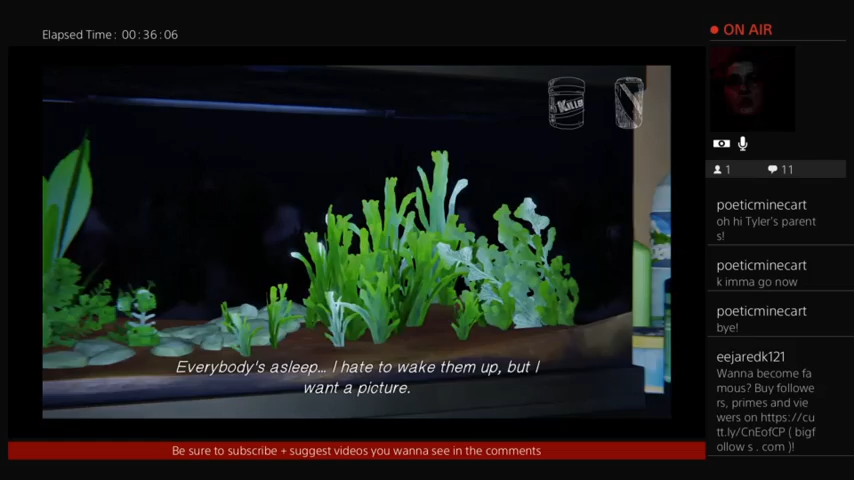 Elapsed Time: 00:36:06
ON AIR
KILLS
1
11
poeticminecart
oh hi Tyler's parent
s!
poeticminecart
k imma go now
poeticminecart
bye!
eejaredk121
Wanna become fa
mous? Buy followe
rs, primes and vie
wers on https://cu
tt.ly/CnEofCP ( bigf
ollow s . com )!
Everybody's asleep... I hate to wake them up, but I
want a picture.
Be sure to subscribe + suggest videos you wanna see in the comments